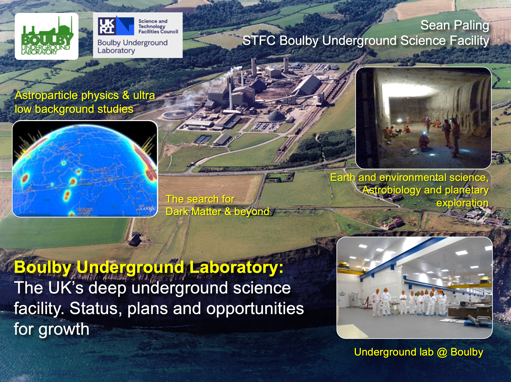 BOULBY
UNDERGROUND
LABORATORY
UK
RI
Science and
Technology
Facilities Council
Boulby Underground
Laboratory
Sean Paling
STFC Boulby Underground Science Facility
Astroparticle physics & ultra
low background studies
The search for
Dark Matter & beyond
Earth and environmental science,
Astrobiology and planetary
exploration
Boulby Underground Laboratory:
The UK's deep underground science
facility. Status, plans and opportunities
for growth
Underground lab @ Boulby